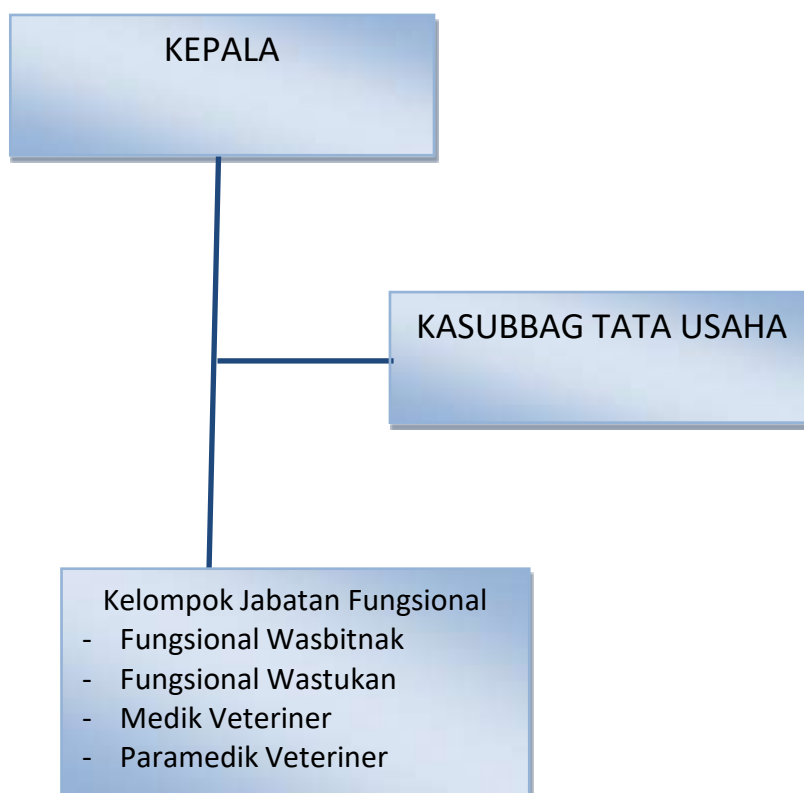 KEPALA
KASUBBAG TATA USAHA
Kelompok Jabatan Fungsional
- Fungsional Wasbitnak
- Fungsional Wastukan
- Medik Veteriner
- Paramedik Veteriner